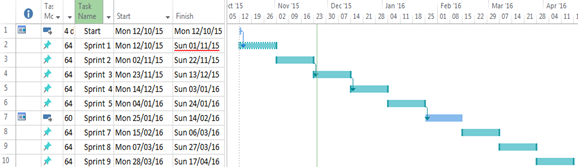 Tas Task
Mo Name Start Finish
ct '15 Nov '15 Dec '15 Jan '16 Feb '16 Mar '16 Apr '16
05 12 19 26 02 09 16 23 30 07 14 21 28 04 11 18 25 01 08 15 22 29 07 14 21 28 04 11
1 4 d Start Mon 12/10/15 Mon 12/10/15
2 64 Sprint 1 Mon 12/10/15 Sun 01/11/15
3 64 Sprint 2 Mon 02/11/15 Sun 22/11/15
4 64 Sprint 3 Mon 23/11/15 Sun 13/12/15
5 64 Sprint 4 Mon 14/12/15 Sun 03/01/16
6 64 Sprint 5 Mon 04/01/16 Sun 24/01/16
7 60 Sprint 6 Mon 25/01/16 Sun 14/02/16
8 64 Sprint 7 Mon 15/02/16 Sun 06/03/16
9 64 Sprint 8 Mon 07/03/16 Sun 27/03/16
10 64 Sprint 9 Mon 28/03/16 Sun 17/04/16